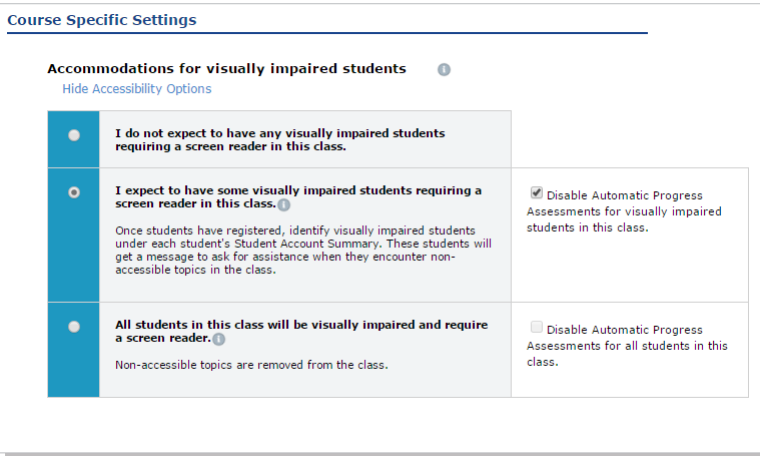 Course Specific Settings
Accommodations for visually impaired students
Hide Accessibility Options
I do not expect to have any visually impaired students
requiring a screen reader in this class.
I expect to have some visually impaired students requiring a
screen reader in this class.
Once students have registered, identify visually impaired students
under each student's Student Account Summary. These students will
get a message to ask for assistance when they encounter non-
accessible topics in the class.
Disable Automatic Progress
Assessments for visually impaired
students in this class.
All students in this class will be visually impaired and require
a screen reader.
Non-accessible topics are removed from the class.
Disable Automatic Progress
Assessments for all students in this
class.